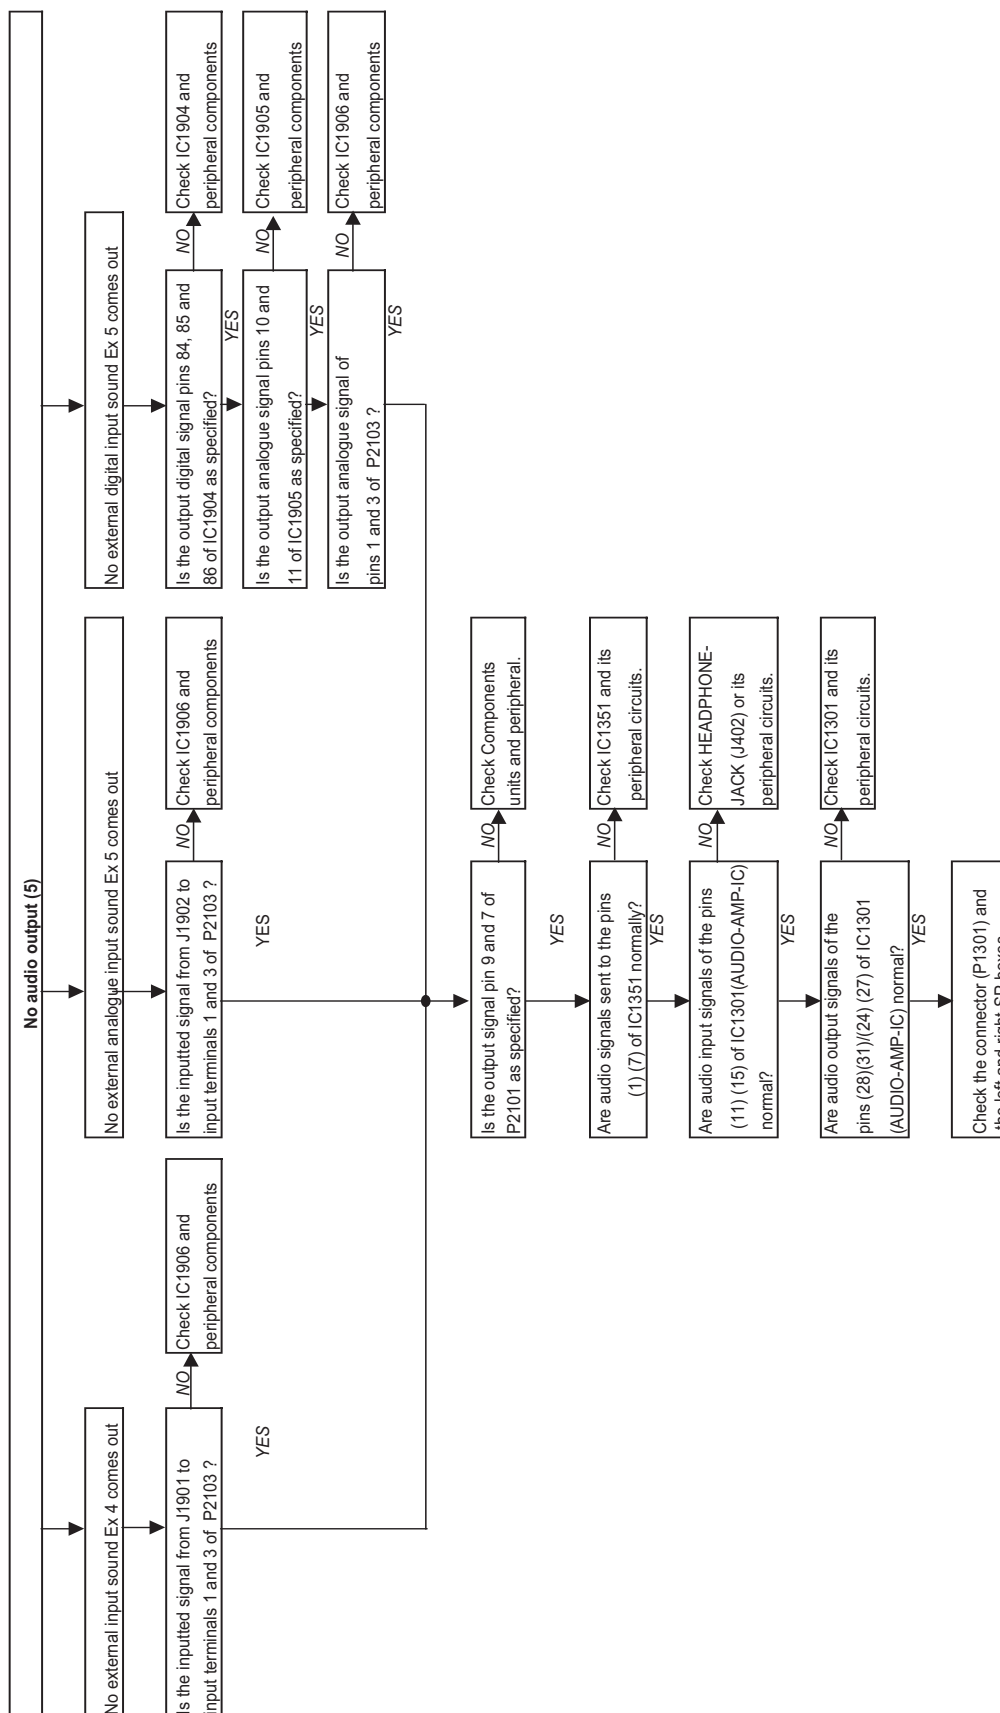 No audio output (5)
No external input sound Ex 4 comes out
Is the inputted signal from J1901 to
input terminals 1 and 3 of P2103 ?
NO
Check IC1906 and
peripheral components
YES
No external analogue input sound Ex 5 comes out
Is the inputted signal from J1902 to
input terminals 1 and 3 of P2103 ?
NO
Check IC1906 and
peripheral components
YES
No external digital input sound Ex 5 comes out
Is the output digital signal pins 84, 85 and
86 of IC1904 as specified?
NO
Check IC1904 and
peripheral components
YES
Is the output analogue signal pins 10 and
11 of IC1905 as specified?
NO
Check IC1905 and
peripheral components
YES
Is the output analogue signal of
pins 1 and 3 of P2103 ?
NO
Check IC1906 and
peripheral components
YES
Is the output signal pin 9 and 7 of
P2101 as specified?
NO
Check Components
units and peripheral.
YES
Are audio signals sent to the pins
(1) (7) of IC1351 normally?
NO
Check IC1351 and its
peripheral circuits.
YES
Are audio input signals of the pins
(11) (15) of IC1301(AUDIO-AMP-IC)
normal?
NO
Check HEADPHONE-
JACK (J402) or its
peripheral circuits.
YES
Are audio output signals of the
pins (28)(31)/(24) (27) of IC1301
(AUDIO-AMP-IC) normal?
NO
Check IC1301 and its
peripheral circuits.
YES
Check the connector (P1301) and
the left and right SP boxes